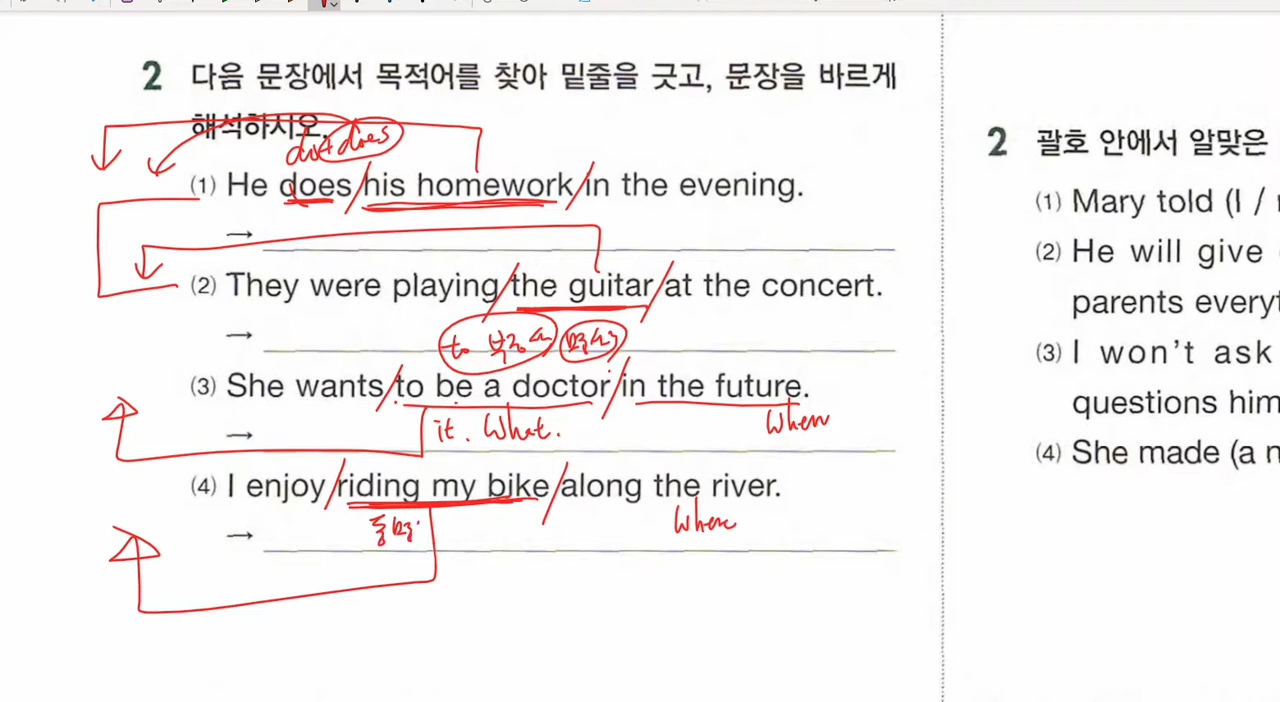 2 다음 문장에서 목적어를 찾아 밑줄을 긋고, 문장을 바르게
해석하시오.
does
(1) He does / his homework / in the evening.
→
(2) They were playing / the guitar / at the concert.
→
to 부정사 명사
(3) She wants / to be a doctor / in the future.
it. What. When
→
(4) I enjoy / riding my bike / along the river.
동명. Where
→
2 괄호 안에서 알맞은
(1) Mary told (I /
(2) He will give
parents everyt
(3) I won't ask
questions him
(4) She made (a